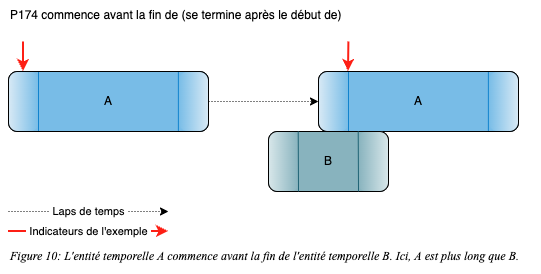 P174 commence avant la fin de (se termine après le début de)
A
A
B
Laps de temps
Indicateurs de l'exemple
Figure 10: L'entité temporelle A commence avant la fin de l'entité temporelle B. Ici, A est plus long que B.